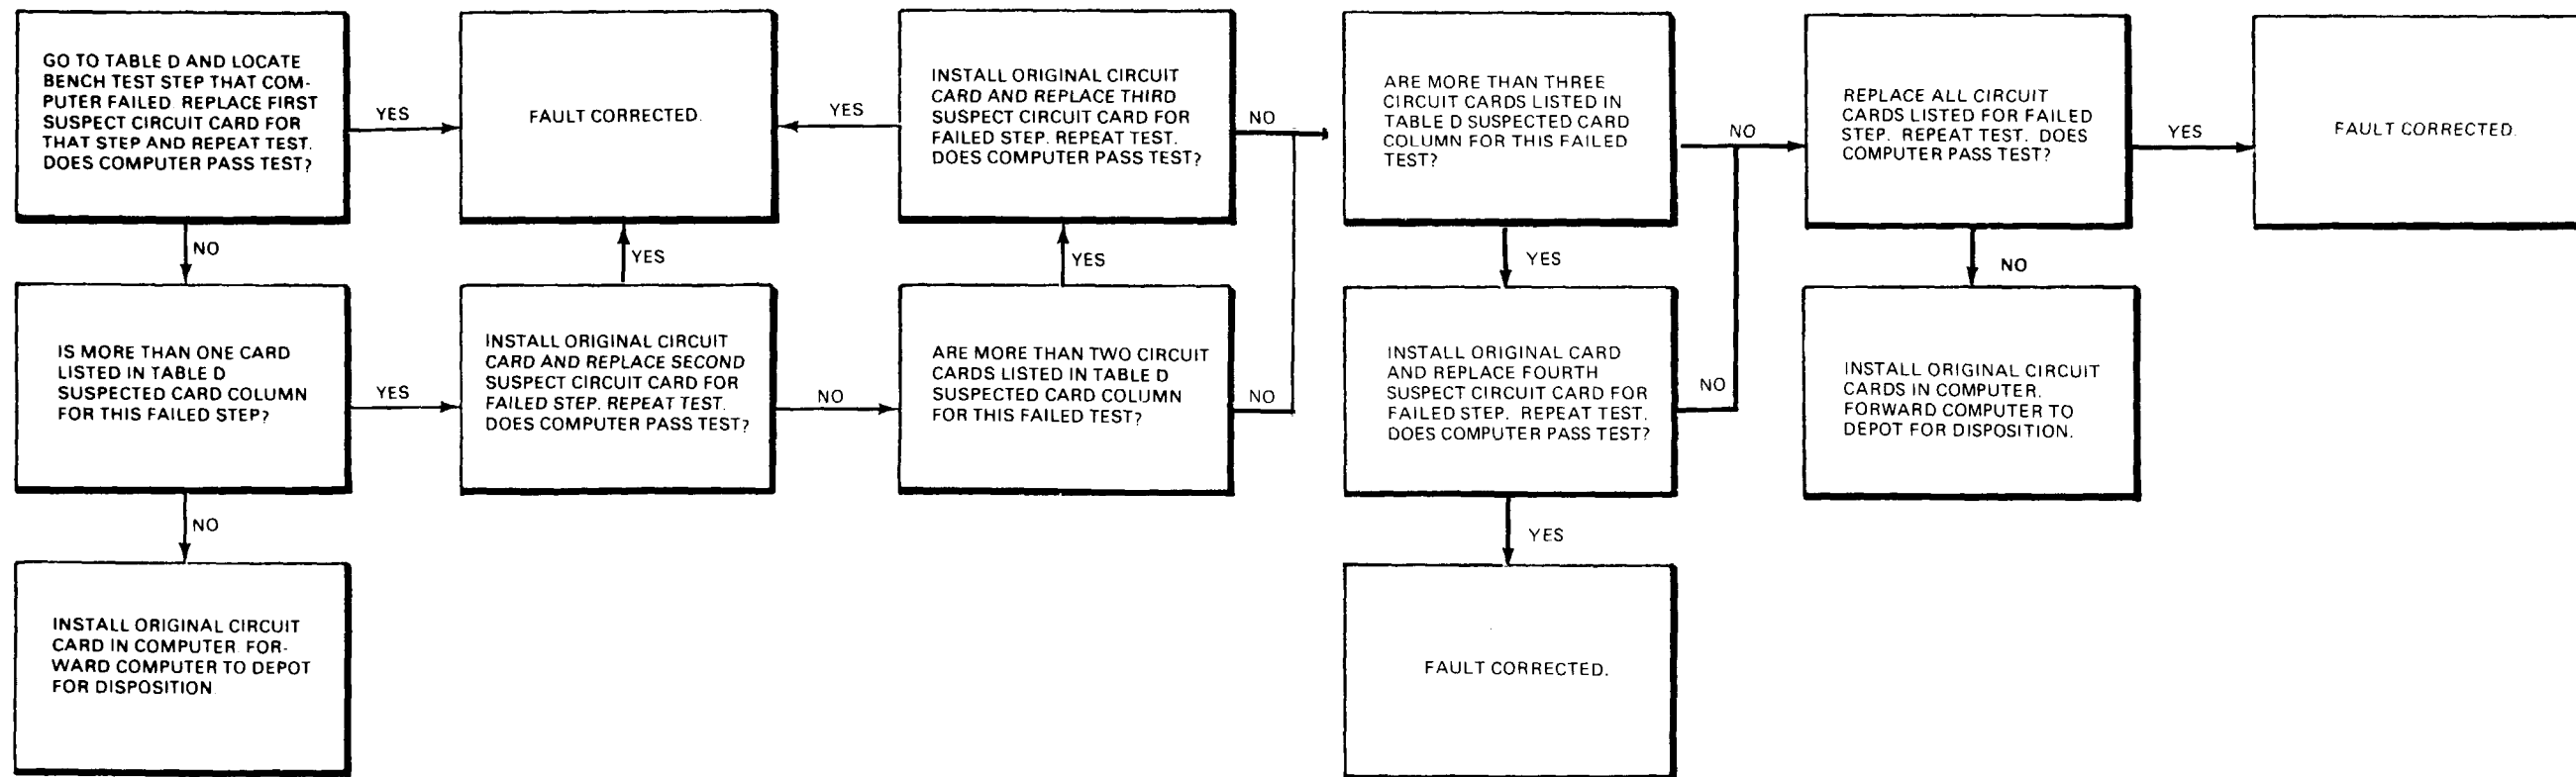 GO TO TABLE D AND LOCATE
BENCH TEST STEP THAT COM-
PUTER FAILED. REPLACE FIRST
SUSPECT CIRCUIT CARD FOR
THAT STEP AND REPEAT TEST.
DOES COMPUTER PASS TEST?
YES
NO
FAULT CORRECTED.
YES
INSTALL ORIGINAL CIRCUIT
CARD AND REPLACE THIRD
SUSPECT CIRCUIT CARD FOR
FAILED STEP. REPEAT TEST.
DOES COMPUTER PASS TEST?
NO
ARE MORE THAN THREE
CIRCUIT CARDS LISTED IN
TABLE D SUSPECTED CARD
COLUMN FOR THIS FAILED
TEST?
NO
REPLACE ALL CIRCUIT
CARDS LISTED FOR FAILED
STEP. REPEAT TEST. DOES
COMPUTER PASS TEST?
YES
FAULT CORRECTED.
YES
YES
YES
NO
IS MORE THAN ONE CARD
LISTED IN TABLE D
SUSPECTED CARD COLUMN
FOR THIS FAILED STEP?
YES
INSTALL ORIGINAL CIRCUIT
CARD AND REPLACE SECOND
SUSPECT CIRCUIT CARD FOR
FAILED STEP. REPEAT TEST.
DOES COMPUTER PASS TEST?
NO
ARE MORE THAN TWO CIRCUIT
CARDS LISTED IN TABLE D
SUSPECTED CARD COLUMN
FOR THIS FAILED TEST?
NO
INSTALL ORIGINAL CARD
AND REPLACE FOURTH
SUSPECT CIRCUIT CARD FOR
FAILED STEP. REPEAT TEST.
DOES COMPUTER PASS TEST?
NO
INSTALL ORIGINAL CIRCUIT
CARDS IN COMPUTER.
FORWARD COMPUTER TO
DEPOT FOR DISPOSITION.
NO
YES
INSTALL ORIGINAL CIRCUIT
CARD IN COMPUTER. FOR-
WARD COMPUTER TO DEPOT
FOR DISPOSITION
FAULT CORRECTED.